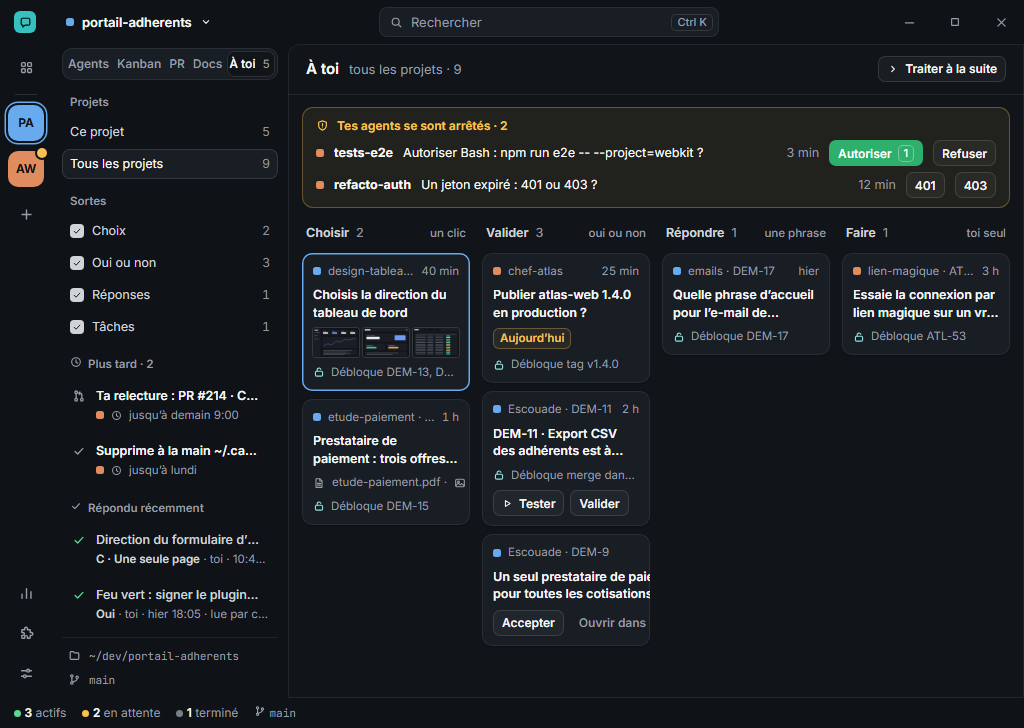 portail-adherents
Rechercher
Ctrl K
Agents Kanban PR Docs À toi 5
PA
AW
Projets
Ce projet 5
Tous les projets 9
Sortes
Choix 2
Oui ou non 3
Réponses 1
Tâches 1
Plus tard · 2
Ta relecture : PR #214 · C...
jusqu’à demain 9:00
Supprime à la main ~/.ca...
jusqu’à lundi
Répondu récemment
Direction du formulaire d’...
C · Une seule page · toi · 10:4...
Feu vert : signer le plugin...
Oui · toi · hier 18:05 · lue par c...
~/dev/portail-adherents
main
À toi tous les projets · 9
Traiter à la suite
Tes agents se sont arrêtés · 2
tests-e2e Autoriser Bash : npm run e2e -- --project=webkit ? 3 min Autoriser 1 Refuser
refacto-auth Un jeton expiré : 401 ou 403 ? 12 min 401 403
Choisir 2 un clic
design-tablea... 40 min
Choisis la direction du
tableau de bord
Débloque DEM-13, D...
etude-paiement · ... 1 h
Prestataire de
paiement : trois offres...
etude-paiement.pdf ·
Débloque DEM-15
Valider 3 oui ou non
chef-atlas 25 min
Publier atlas-web 1.4.0
en production ?
Aujourd’hui
Débloque tag v1.4.0
Escouade · DEM-11 2 h
DEM-11 · Export CSV
des adhérents est à...
Débloque merge dan...
Tester Valider
Escouade · DEM-9
Un seul prestataire de paie
pour toutes les cotisations
Accepter Ouvrir dans
Répondre 1 une phrase
emails · DEM-17 hier
Quelle phrase d’accueil
pour l’e-mail de...
Débloque DEM-17
Faire 1 toi seul
lien-magique · AT... 3 h
Essaie la connexion par
lien magique sur un vr...
Débloque ATL-53
3 actifs 2 en attente 1 terminé main